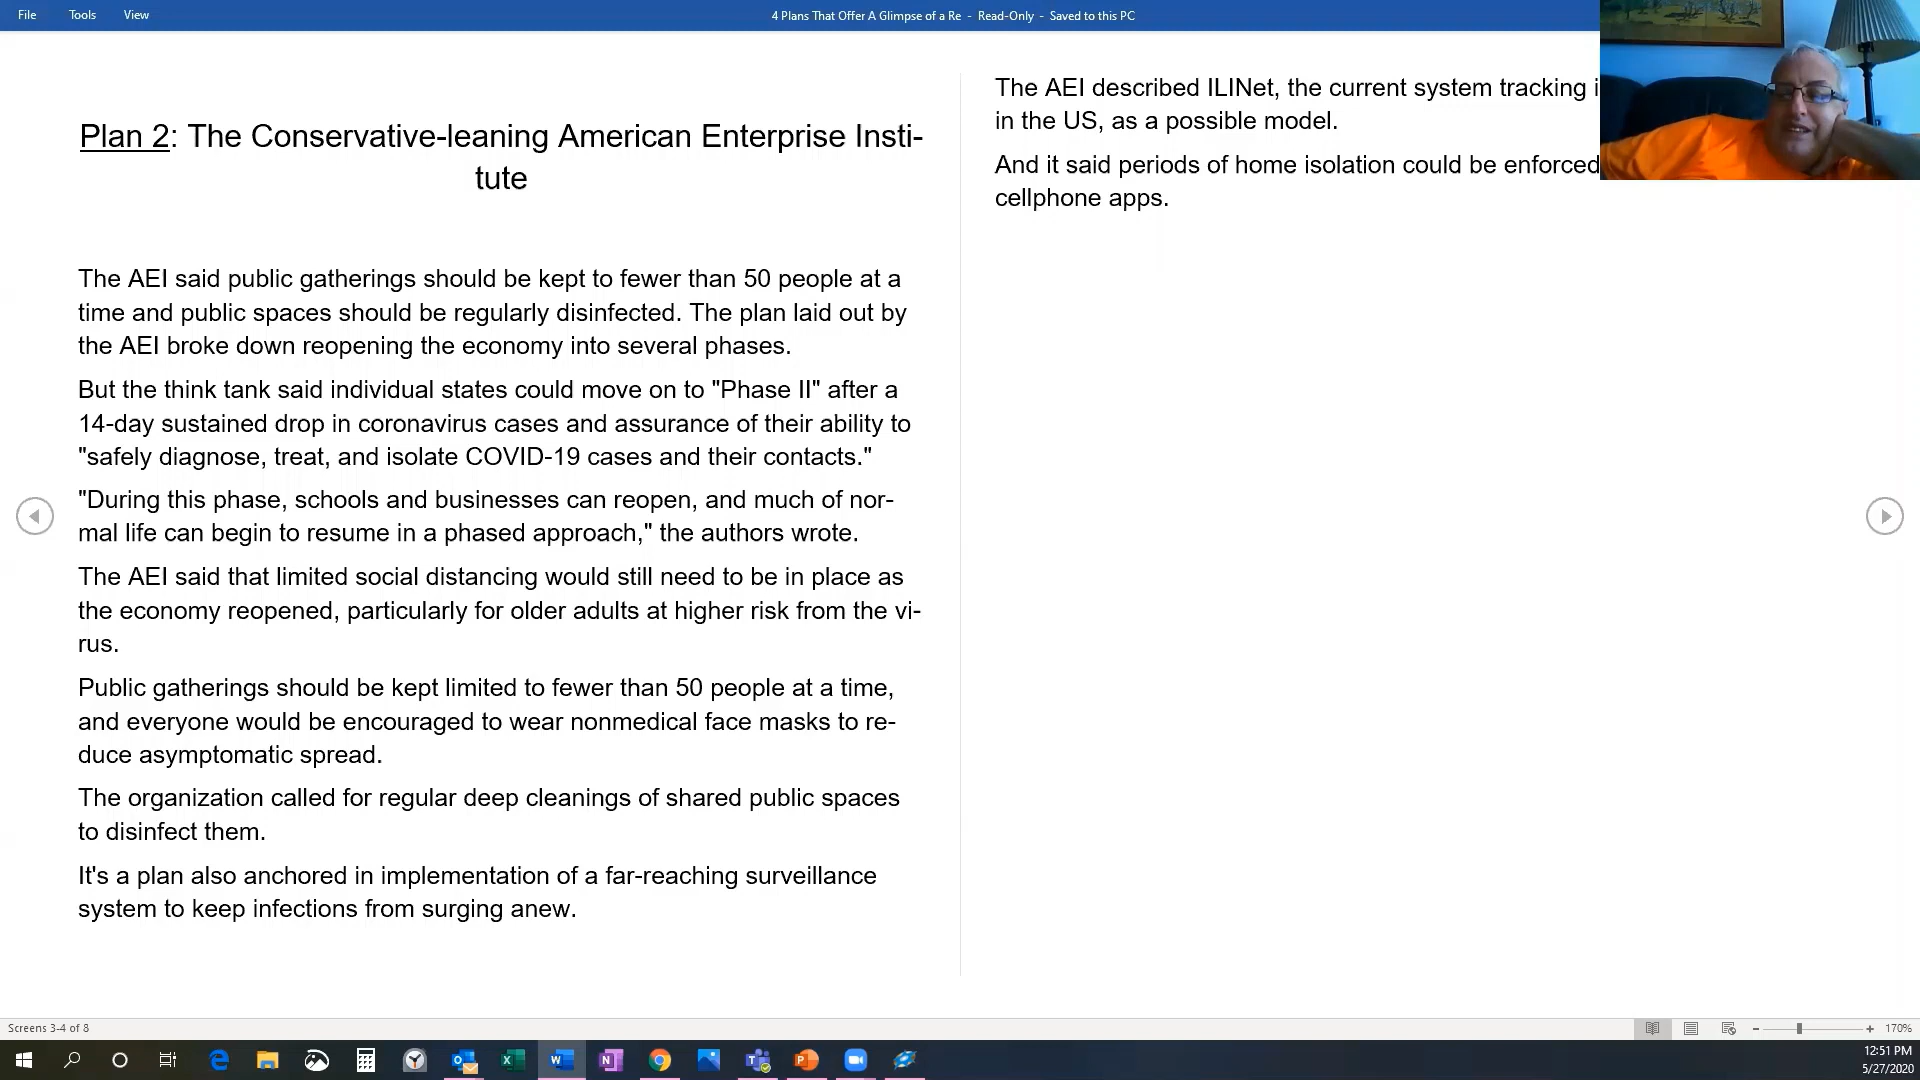 File Tools View
4 Plans That Offer A Glimpse of a Re - Read-Only - Saved to this PC
Plan 2: The Conservative-leaning American Enterprise Insti-
tute
The AEI said public gatherings should be kept to fewer than 50 people at a
time and public spaces should be regularly disinfected. The plan laid out by
the AEI broke down reopening the economy into several phases.
But the think tank said individual states could move on to "Phase II" after a
14-day sustained drop in coronavirus cases and assurance of their ability to
"safely diagnose, treat, and isolate COVID-19 cases and their contacts."
"During this phase, schools and businesses can reopen, and much of nor-
mal life can begin to resume in a phased approach," the authors wrote.
The AEI said that limited social distancing would still need to be in place as
the economy reopened, particularly for older adults at higher risk from the vi-
rus.
Public gatherings should be kept limited to fewer than 50 people at a time,
and everyone would be encouraged to wear nonmedical face masks to re-
duce asymptomatic spread.
The organization called for regular deep cleanings of shared public spaces
to disinfect them.
It's a plan also anchored in implementation of a far-reaching surveillance
system to keep infections from surging anew.
The AEI described ILINet, the current system tracking
in the US, as a possible model.
And it said periods of home isolation could be enforced
cellphone apps.
Screens 3-4 of 8
170%
12:51 PM
5/27/2020